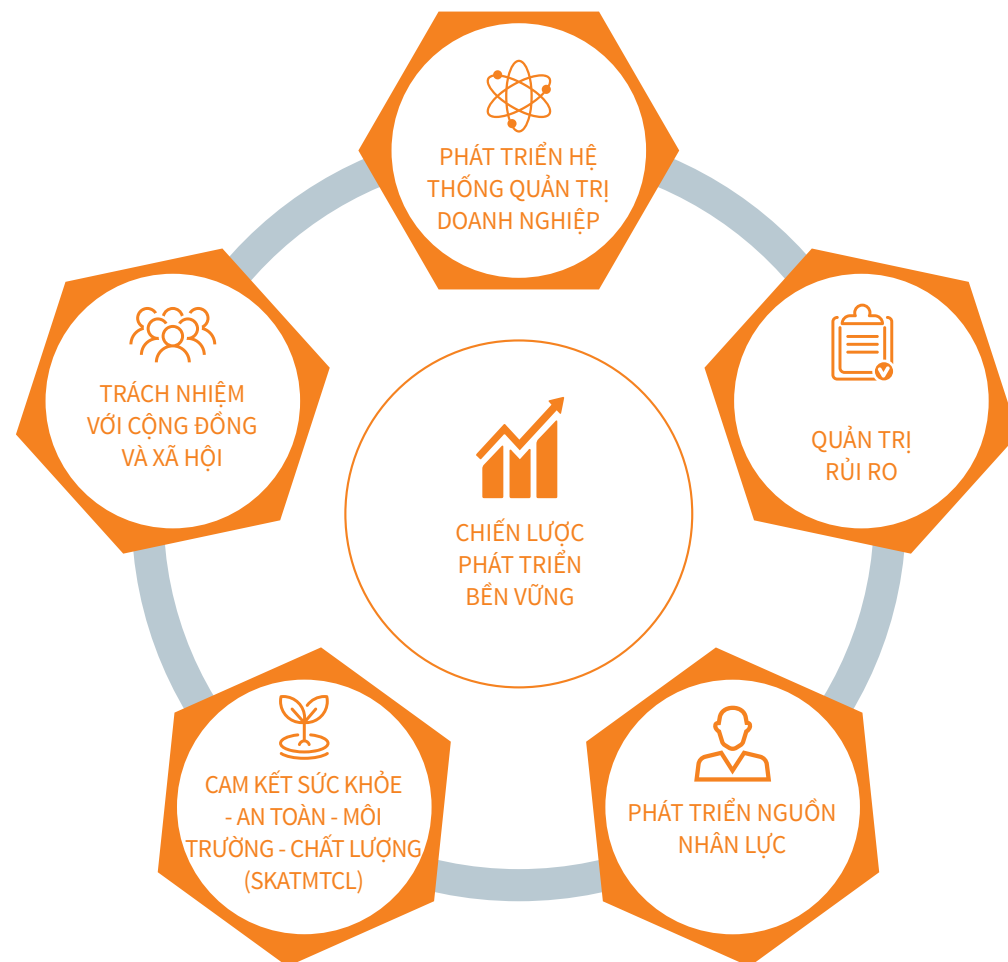 PHÁT TRIỂN HỆ
THỐNG QUẢN TRỊ
DOANH NGHIỆP
TRÁCH NHIỆM
VỚI CỘNG ĐỒNG
VÀ XÃ HỘI
QUẢN TRỊ
RỦI RO
CHIẾN LƯỢC
PHÁT TRIỂN
BỀN VỮNG
CAM KẾT SỨC KHỎE
- AN TOÀN - MÔI
TRƯỜNG - CHẤT LƯỢNG
(SKATMTCL)
PHÁT TRIỂN NGUỒN
NHÂN LỰC